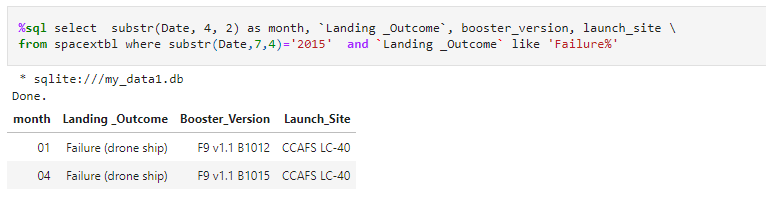 %sql select  substr(Date, 4, 2) as month, `Landing _Outcome`, booster_version, launch_site \
from spacextbl where substr(Date,7,4)='2015'  and `Landing _Outcome` like 'Failure%'
* sqlite:///my_data1.db
Done.
month Landing _Outcome Booster_Version Launch_Site
01 Failure (drone ship) F9 v1.1 B1012 CCAFS LC-40
04 Failure (drone ship) F9 v1.1 B1015 CCAFS LC-40